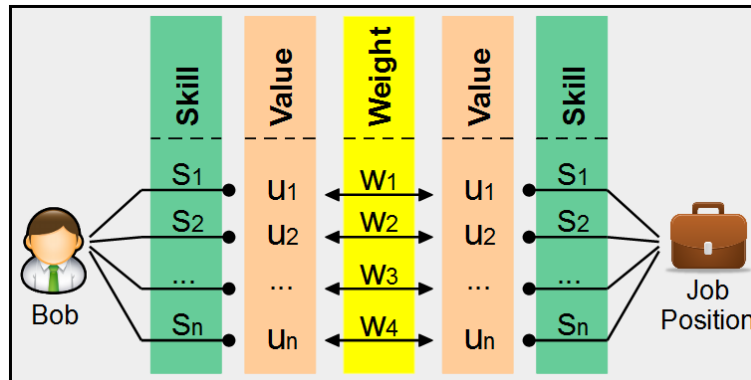 Skill Value Weight Value Skill
S1 u1 W1 u1 S1
S2 u2 W2 u2 S2
... ... W3 ... ...
Sn un W4 un Sn
Bob
Job
Position